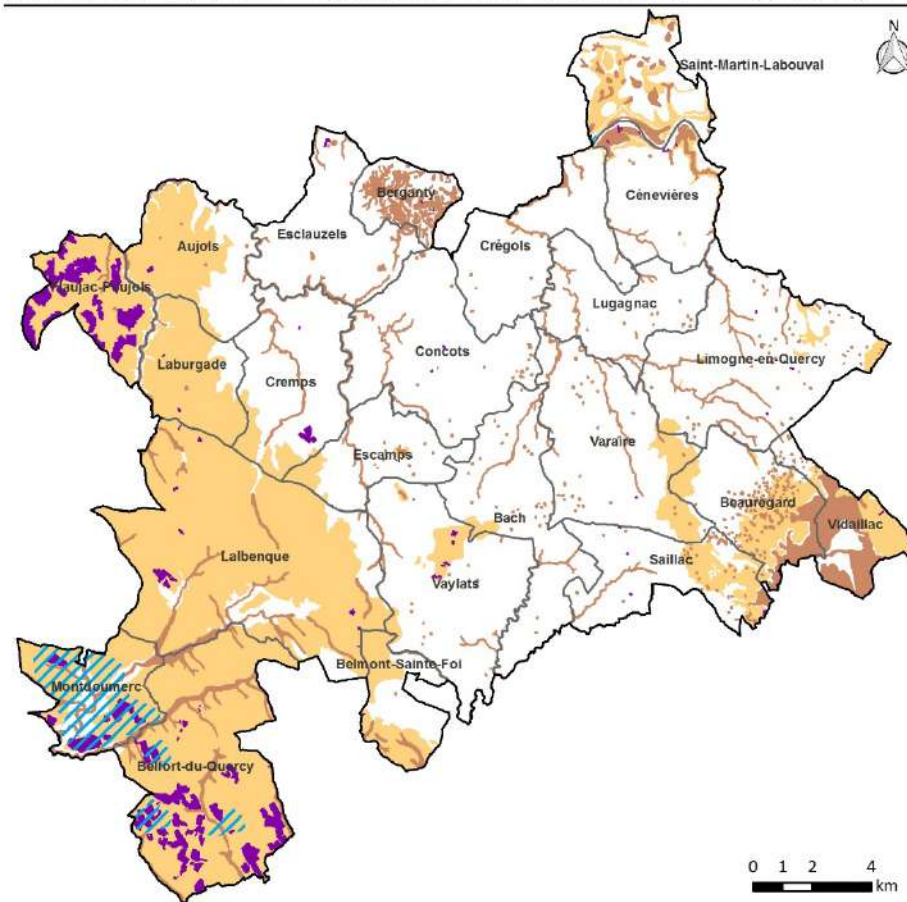 N
Saint-Martin-Labouval
Berganty
Cénevières
Aujols
Esclauzels
Crégols
Flaujac-Poujols
Lugagnac
Laburgade
Concots
Limogne-en-Quercy
Cremps
Varaire
Escamps
Beauregard
Bach
Vidaillac
Lalbenque
Saillac
Vaylats
Belmont-Sainte-Foi
Montdoumerc
Belfort-du-Quercy
0 1 2 4
km